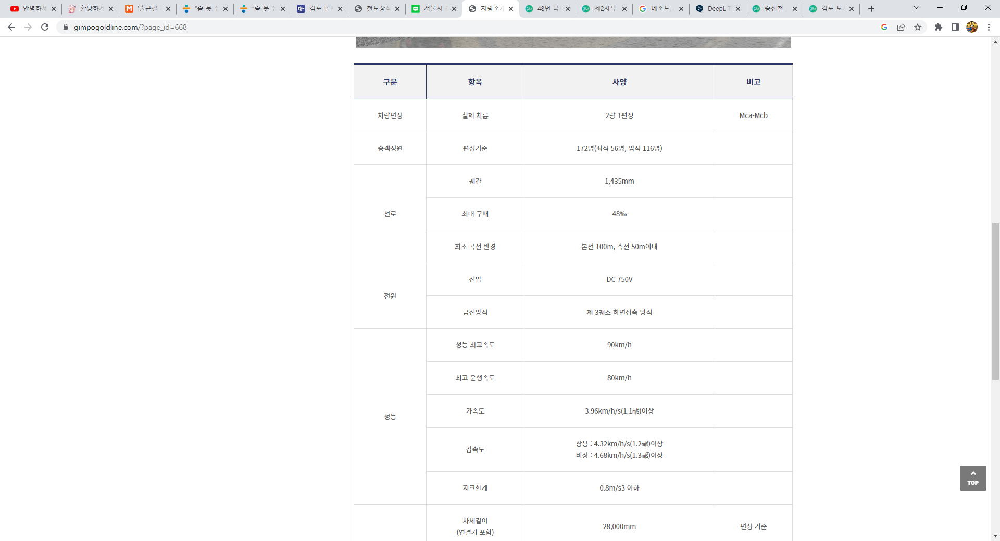 안녕하세
황당하게
'출근길
"숨 못 수
"숨 못 수
김포 골드
철도상식
서울시
차량소개
48번 국
제2자유
메소드 -
DeepL T
중전철 -
김포 도시
gimpogoldline.com/?page_id=668
구분 항목 사양 비고
차량편성 철제 차륜 2량 1편성 Mca-Mcb
승객정원 편성기준 172명(좌석 56명, 입석 116명)
선로 궤간 1,435mm
최대 구배 48‰
최소 곡선 반경 본선 100m, 측선 50m이내
전원 전압 DC 750V
급전방식 제 3궤조 하면접촉 방식
성능 성능 최고속도 90km/h
최고 운행속도 80km/h
가속도 3.96km/h/s(1.1㎨)이상
감속도 상용 : 4.32km/h/s(1.2㎨)이상
비상 : 4.68km/h/s(1.3㎨)이상
져크한계 0.8m/s3 이하
차체길이
(연결기 포함) 28,000mm 편성 기준
TOP